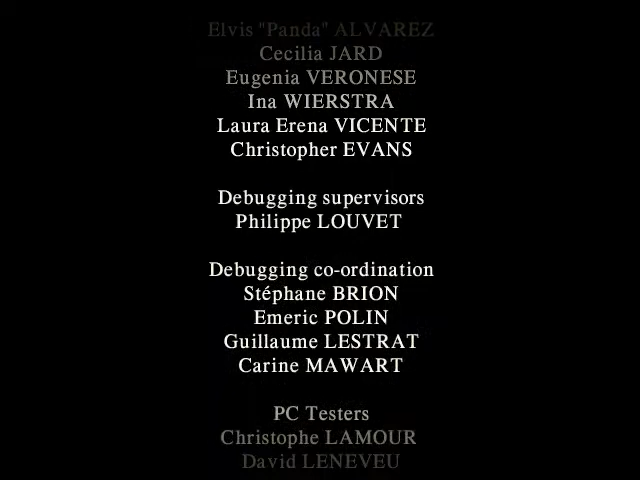 Elvis "Panda" ALVAREZ
Cecilia JARD
Eugenia VERONESE
Ina WIERSTRA
Laura Erena VICENTE
Christopher EVANS
Debugging supervisors
Philippe LOUVET
Debugging co-ordination
Stéphane BRION
Emeric POLIN
Guillaume LESTRAT
Carine MAWART
PC Testers
Christophe LAMOUR
David LENEVEU